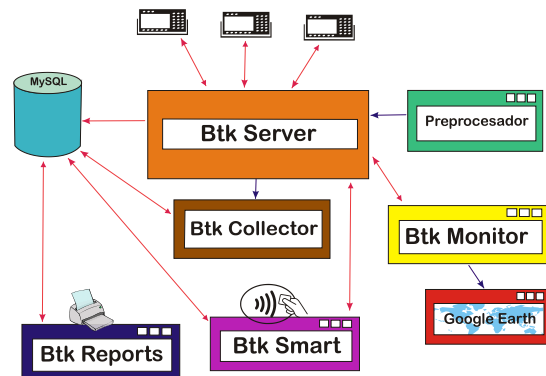 MySQL
Btk Server
Preprocesador
Btk Collector
Btk Monitor
Google Earth
Btk Reports
Btk Smart